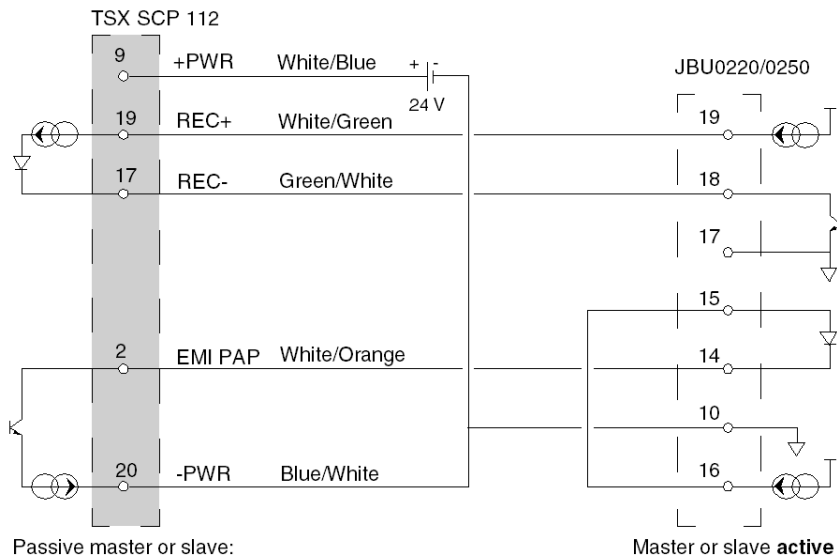 TSX SCP 112
JBU0220/0250
9 +PWR White/Blue + - 24 V
19 REC+ White/Green 19
17 REC- Green/White 18
17
15
2 EMI PAP White/Orange 14
10
20 -PWR Blue/White 16
Passive master or slave: Master or slave active